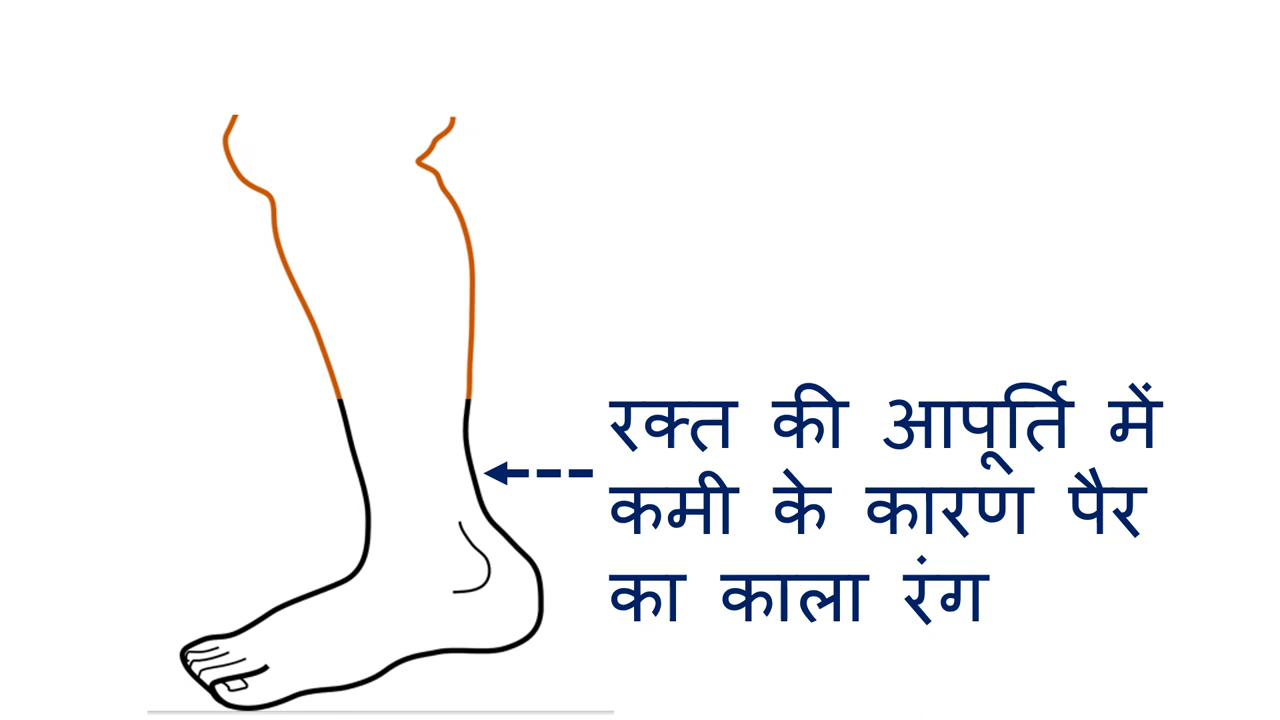 रक्त की आपूर्ति में
कमी के कारण पैर
का काला रंग